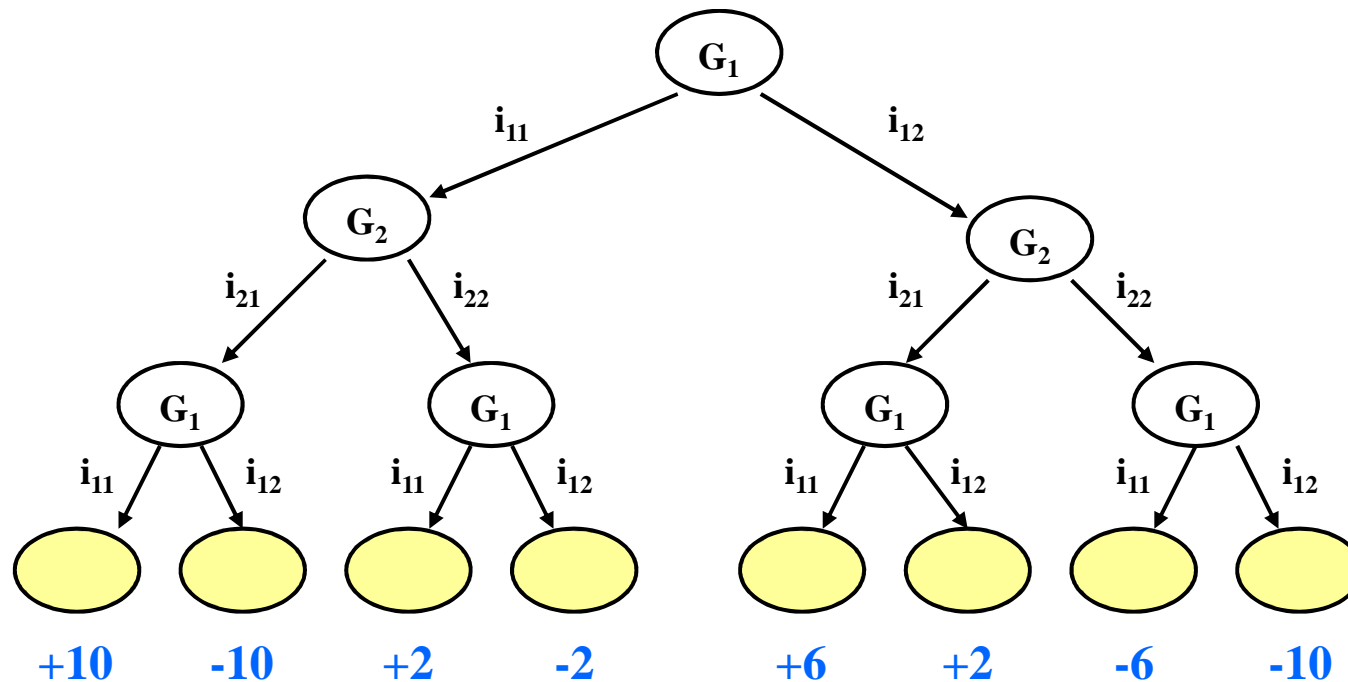 G₁
i₁₁ i₁₂
G₂ G₂
i₂₁ i₂₂ i₂₁ i₂₂
G₁ G₁ G₁ G₁
i₁₁ i₁₂ i₁₁ i₁₂ i₁₁ i₁₂ i₁₁ i₁₂
+10 -10 +2 -2 +6 +2 -6 -10